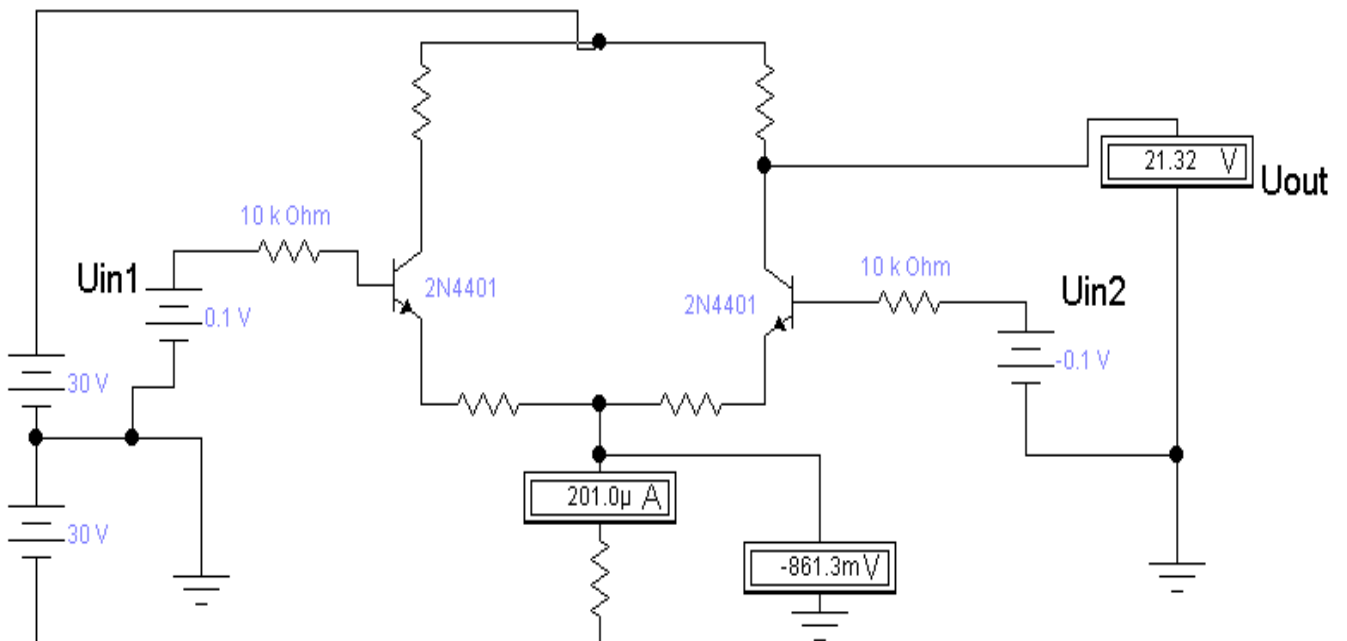 21.32 V
Uout
10 k Ohm
Uin1
2N4401
10 k Ohm
0.1 V
2N4401
Uin2
-0.1 V
30 V
201.0µ A
30 V
-861.3m V